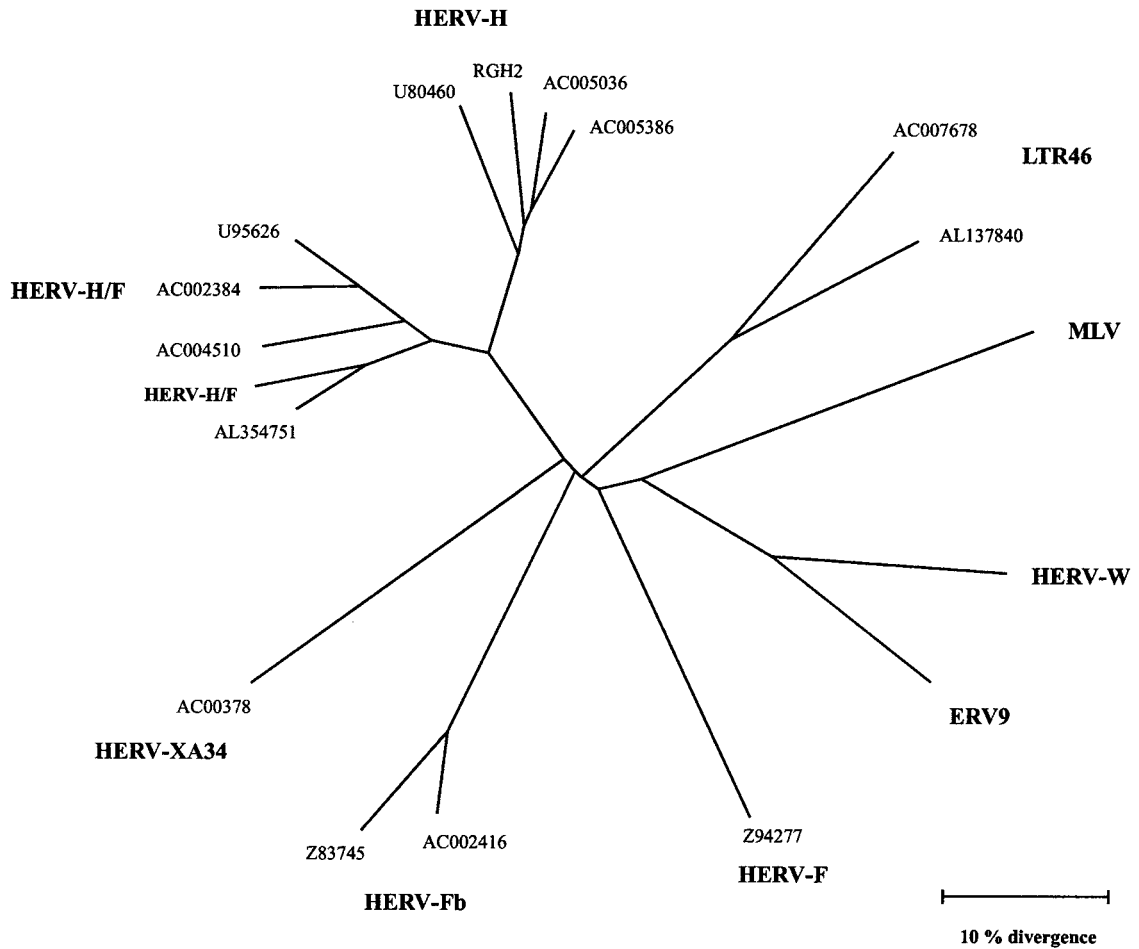 HERV-H
RGH2
AC005036
U80460
AC005386
AC007678
LTR46
U95626
AL137840
HERV-H/F
AC002384
MLV
AC004510
HERV-H/F
AL354751
HERV-W
AC00378
ERV9
HERV-XA34
Z83745
AC002416
Z94277
HERV-F
HERV-Fb
10 % divergence